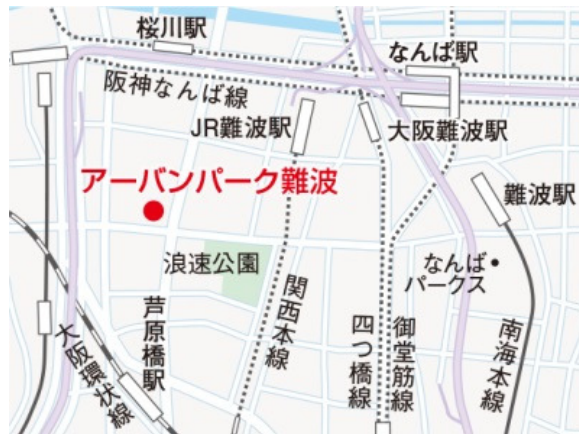 桜川駅
なんば駅
阪神なんば線
JR難波駅
大阪難波駅
アーバンパーク難波
難波駅
浪速公園
なんば
パークス
関西本線
芦原橋駅
四つ橋線
御堂筋線
南海本線
大阪環状線